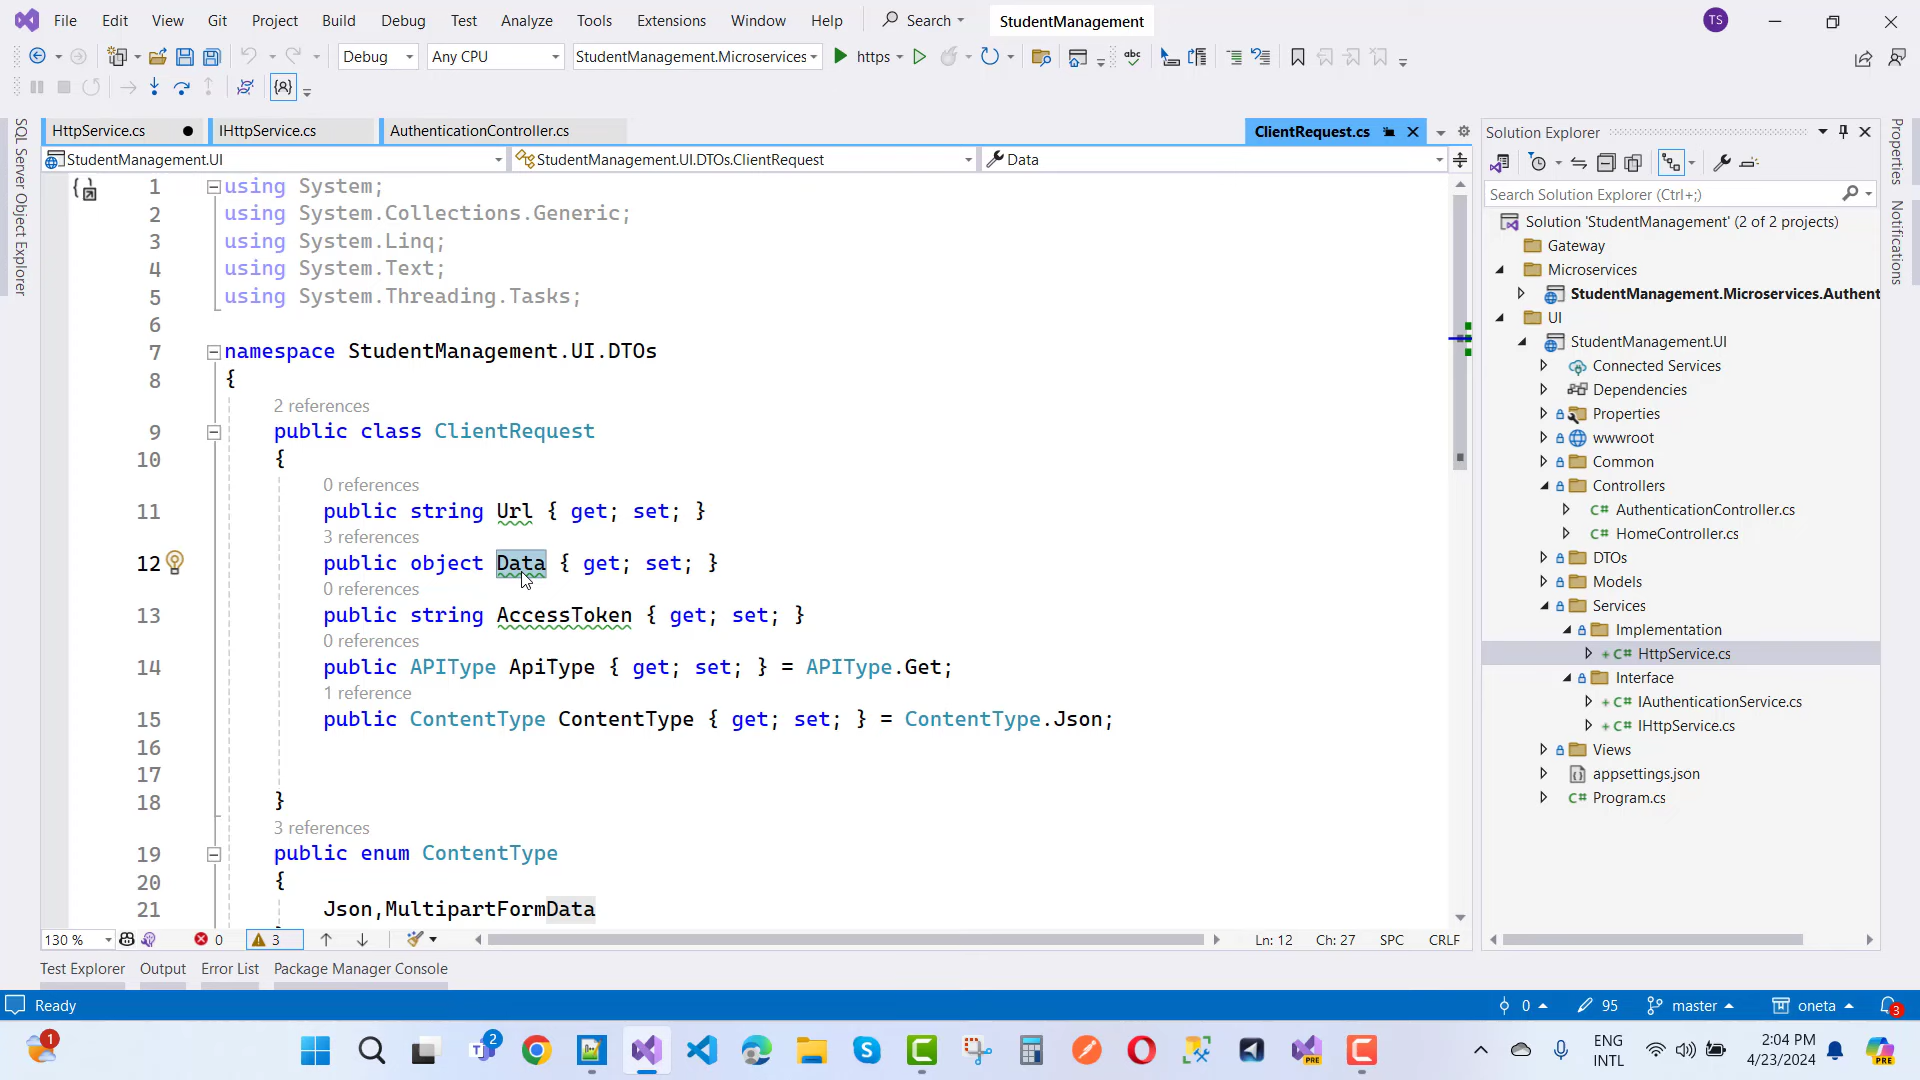 File Edit View Git Project Build Debug Test Analyze Tools Extensions Window Help Search StudentManagement TS
Debug Any CPU StudentManagement.Microservices https
HttpService.cs IHttpService.cs AuthenticationController.cs ClientRequest.cs
StudentManagement.UI StudentManagement.UI.DTOs.ClientRequest Data
SQL Server Object Explorer
1 using System;
2 using System.Collections.Generic;
3 using System.Linq;
4 using System.Text;
5 using System.Threading.Tasks;
6
7 namespace StudentManagement.UI.DTOs
8 {
2 references
9 public class ClientRequest
10 {
0 references
11 public string Url { get; set; }
3 references
12 public object Data { get; set; }
0 references
13 public string AccessToken { get; set; }
0 references
14 public APIType ApiType { get; set; } = APIType.Get;
1 reference
15 public ContentType ContentType { get; set; } = ContentType.Json;
16
17
18 }
3 references
19 public enum ContentType
20 {
21 Json,MultipartFormData
130 % 0 3 Ln: 12 Ch: 27 SPC CRLF
Solution Explorer
Search Solution Explorer (Ctrl+;)
Solution 'StudentManagement' (2 of 2 projects)
Gateway
Microservices
StudentManagement.Microservices.Authent
UI
StudentManagement.UI
Connected Services
Dependencies
Properties
wwwroot
Common
Controllers
C# AuthenticationController.cs
C# HomeController.cs
DTOs
Models
Services
Implementation
+ C# HttpService.cs
Interface
+ C# IAuthenticationService.cs
+ C# IHttpService.cs
Views
appsettings.json
C# Program.cs
Properties
Notifications
Test Explorer Output Error List Package Manager Console
Ready 0 95 master oneta 3
1 2 PRE ENG
INTL
2:04 PM
4/23/2024
PRE